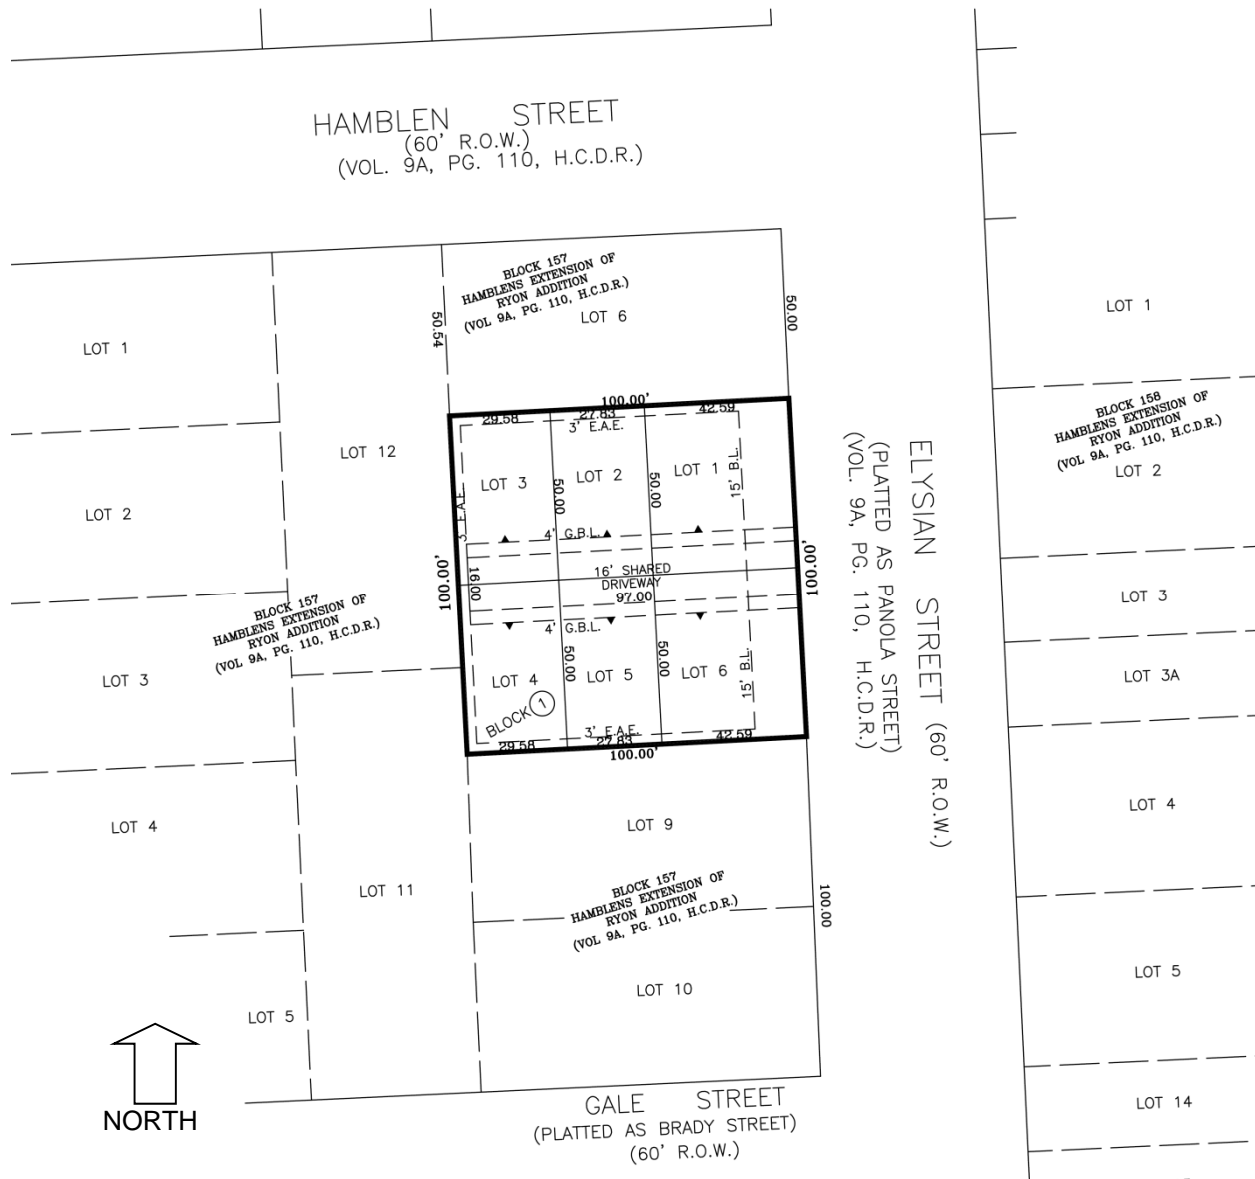 HAMBLEN STREET
(60' R.O.W.)
(VOL. 9A, PG. 110, H.C.D.R.)
BLOCK 157
HAMBLENS EXTENSION OF
RYON ADDITION
(VOL 9A, PG. 110, H.C.D.R.)
LOT 6
50.54
50.00
LOT 1
LOT 12
LOT 2
BLOCK 157
HAMBLENS EXTENSION OF
RYON ADDITION
(VOL 9A, PG. 110, H.C.D.R.)
LOT 3
LOT 4
LOT 11
LOT 5
100.00'
29.58
27.83
42.59
3' E.A.E.
LOT 3
LOT 2
LOT 1
15' B.L.
3' E.A.E.
50.00
50.00
4' G.B.L.
100.00'
16.00
16' SHARED
DRIVEWAY
97.00
100.00'
4' G.B.L.
50.00
50.00
LOT 4
LOT 5
LOT 6
15' B.L.
BLOCK 1
3' E.A.E.
29.58
27.83
42.59
100.00'
LOT 9
BLOCK 157
HAMBLENS EXTENSION OF
RYON ADDITION
(VOL 9A, PG. 110, H.C.D.R.)
LOT 10
100.00
ELYSIAN STREET (60' R.O.W.)
(PLATTED AS PANOLA STREET)
(VOL. 9A, PG. 110, H.C.D.R.)
LOT 1
BLOCK 158
HAMBLENS EXTENSION OF
RYON ADDITION
(VOL 9A, PG. 110, H.C.D.R.)
LOT 2
LOT 3
LOT 3A
LOT 4
LOT 5
LOT 14
NORTH
GALE STREET
(PLATTED AS BRADY STREET)
(60' R.O.W.)